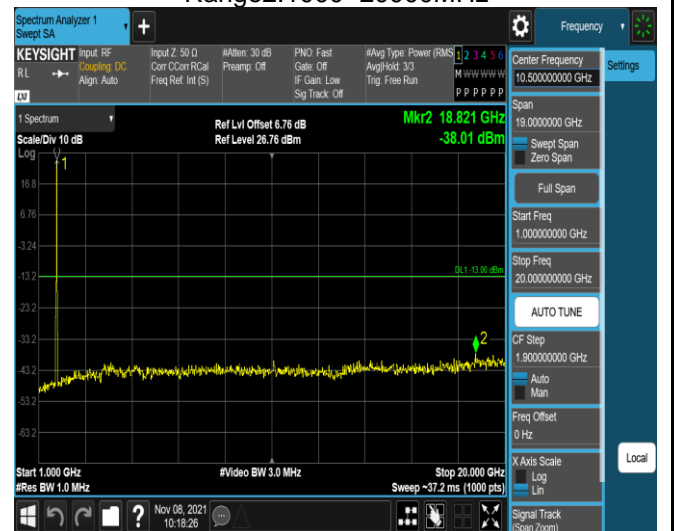 Range2:1000~20000MHz
Spectrum Analyzer 1
Swept SA
Frequency
KEYSIGHT
RL
LXI
Input: RF
Coupling: DC
Align: Auto
Input Z: 50 Ω
Corr CCorr RCal
Freq Ref: Int (S)
#Atten: 30 dB
Preamp: Off
PNO: Fast
Gate: Off
IF Gain: Low
Sig Track: Off
#Avg Type: Power (RMS
Avg|Hold: 3/3
Trig: Free Run
1 2 3 4 5 6
M w w w w w
P P P P P P
1 Spectrum
Scale/Div 10 dB
Log
Ref Lvl Offset 6.76 dB
Ref Level 26.76 dBm
Mkr2 18.821 GHz
-38.01 dBm
1
16.8
6.76
-3.24
-13.2
DL1 -13.00 dBm
-23.2
-33.2
2
-43.2
-53.2
-63.2
Start 1.000 GHz
#Res BW 1.0 MHz
#Video BW 3.0 MHz
Stop 20.000 GHz
Sweep ~37.2 ms (1000 pts)
Center Frequency
10.500000000 GHz
Settings
Span
19.0000000 GHz
Swept Span
Zero Span
Full Span
Start Freq
1.000000000 GHz
Stop Freq
20.000000000 GHz
AUTO TUNE
CF Step
1.900000000 GHz
Auto
Man
Freq Offset
0 Hz
X Axis Scale
Log
Lin
Local
Signal Track
(Span Zoom)
?
Nov 08, 2021
10:18:26